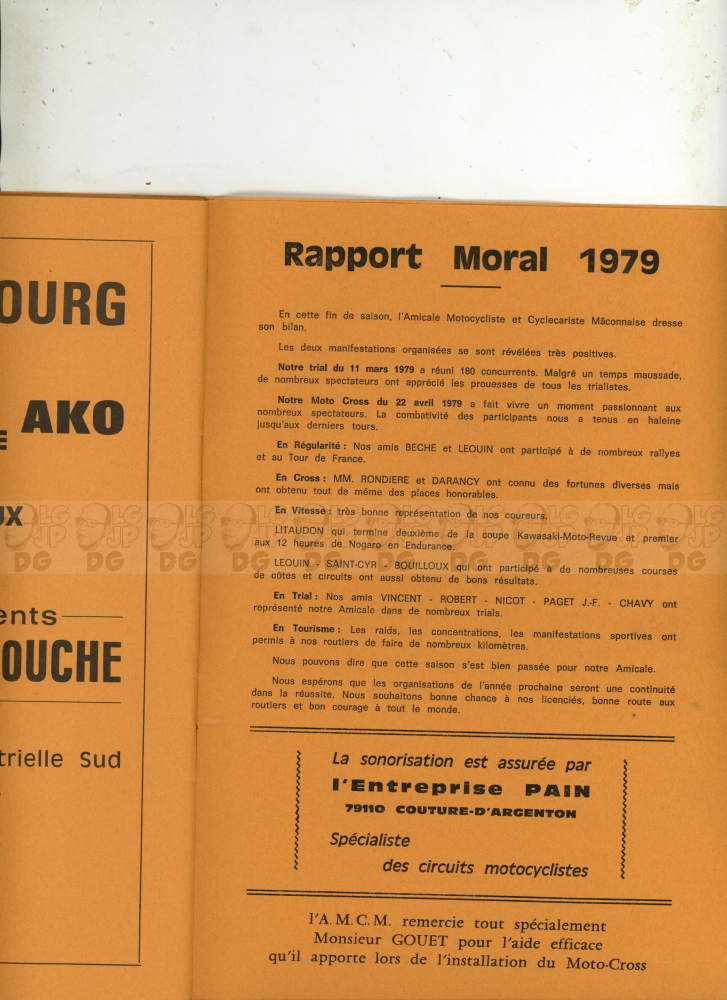 OURG
AKO
E
UX
ents
OUCHE
trielle Sud
Rapport Moral 1979
En cette fin de saison, l'Amicale Motocycliste et Cyclecariste Mâconnaise dresse
son bilan.
Les deux manifestations organisées se sont révélées très positives.
Notre trial du 11 mars 1979 a réuni 180 concurrents. Malgré un temps maussade,
de nombreux spectateurs ont apprécié les prouesses de tous les trialistes.
Notre Moto Cross du 22 avril 1979 a fait vivre un moment passionnant aux
nombreux spectateurs. La combativité des participants nous a tenus en haleine
jusqu'aux derniers tours.
En Régularité : Nos amis BECHE et LEOUIN ont participé à de nombreux rallyes
et au Tour de France.
En Cross : MM. RONDIERE et DARANCY ont connu des fortunes diverses mais
ont obtenu tout de même des places honorables.
En Vitesse : très bonne représentation de nos coureurs.
LITAUDON qui termine deuxième de la coupe Kawasaki-Moto-Revue et premier
aux 12 heures de Nogaro en Endurance.
LEOUIN - SAINT-CYR - BOUILLOUX qui ont participé à de nombreuses courses
de côtes et circuits ont aussi obtenu de bons résultats.
En Trial : Nos amis VINCENT - ROBERT - NICOT - PAGET J.-F. - CHAVY ont
représenté notre Amicale dans de nombreux trials.
En Tourisme : Les raids, les concentrations, les manifestations sportives ont
permis à nos routiers de faire de nombreux kilomètres.
Nous pouvons dire que cette saison s'est bien passée pour notre Amicale.
Nous espérons que les organisations de l'année prochaine seront une continuité
dans la réussite. Nous souhaitons bonne chance à nos licenciés, bonne route aux
routiers et bon courage à tout le monde.
La sonorisation est assurée par
l'Entreprise PAIN
79110 COUTURE-D'ARGENTON
Spécialiste
des circuits motocyclistes
l'A.M.C.M. remercie tout spécialement
Monsieur GOUET pour l'aide efficace
qu'il apporte lors de l'installation du Moto-Cross
DG DG DG DG DG DG DG DG DG